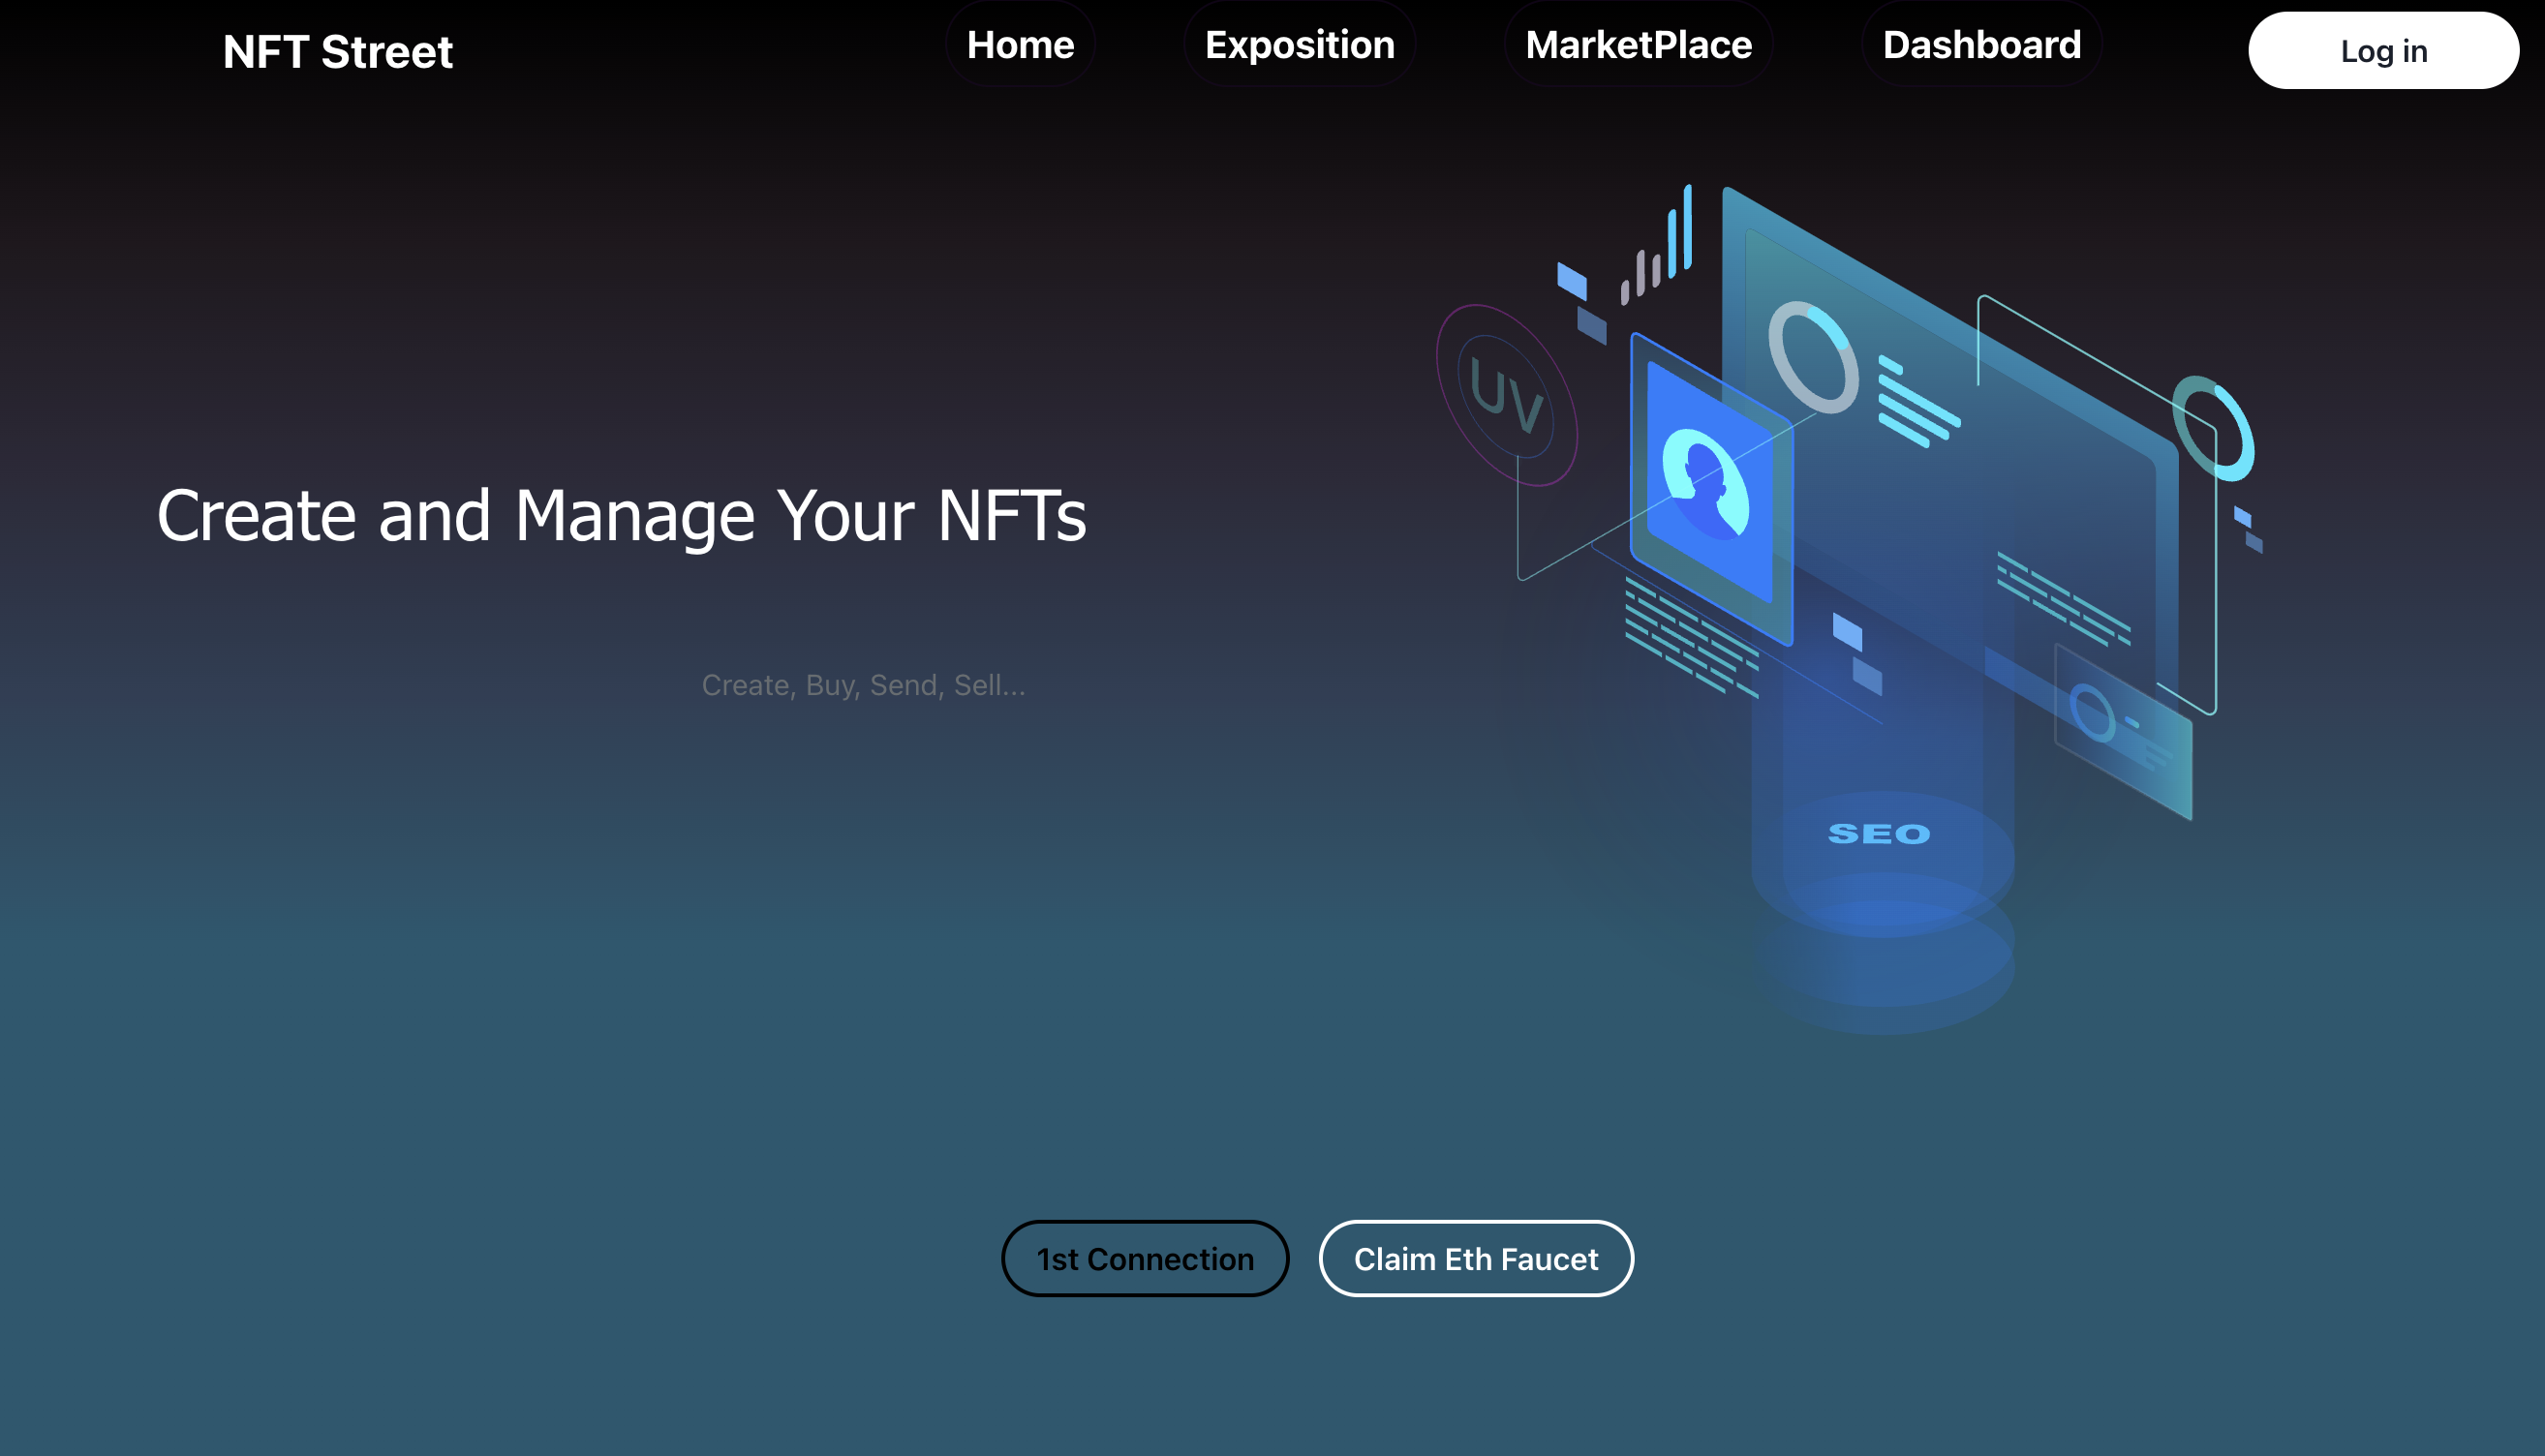 NFT Street
Home
Exposition
MarketPlace
Dashboard
Log in
UV
Create and Manage Your NFTs
Create, Buy, Send, Sell...
SEO
1st Connection
Claim Eth Faucet